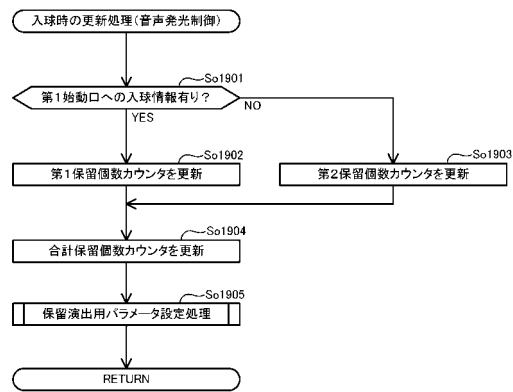 入球時の更新処理（音声発光制御）
So1901
第１始動口への入球情報有り？
NO
YES
So1902
第１保留個数カウンタを更新
So1903
第２保留個数カウンタを更新
So1904
合計保留個数カウンタを更新
So1905
保留演出用パラメータ設定処理
RETURN